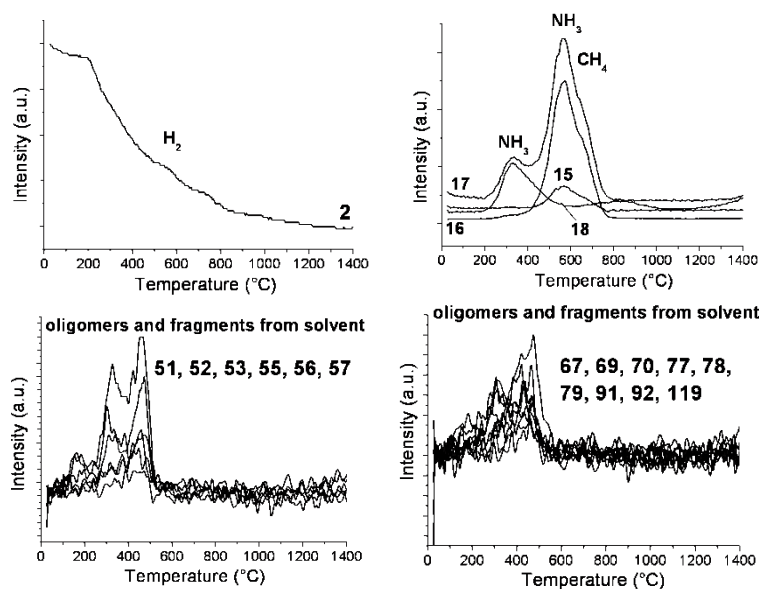 Intensity (a.u.)
H2
2
0 200 400 600 800 1000 1200 1400
Temperature (°C)
Intensity (a.u.)
NH3
CH4
NH3
17
15
16
18
0 200 400 600 800 1000 1200 1400
Temperature (°C)
oligomers and fragments from solvent
51, 52, 53, 55, 56, 57
Intensity (a.u.)
0 200 400 600 800 1000 1200 1400
Temperature (°C)
oligomers and fragments from solvent
67, 69, 70, 77, 78,
79, 91, 92, 119
Intensity (a.u.)
0 200 400 600 800 1000 1200 1400
Temperature (°C)